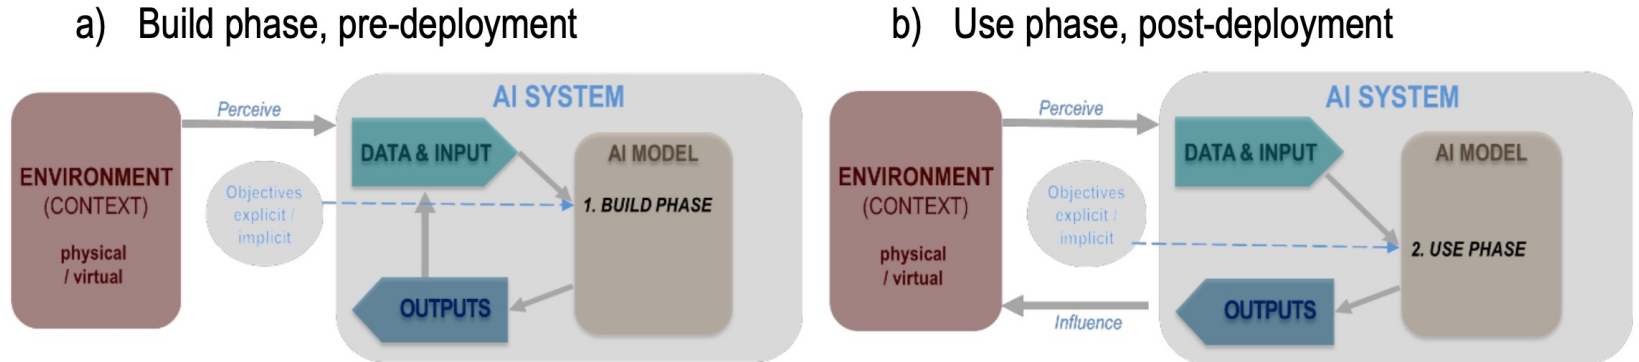 a) Build phase, pre-deployment
Perceive
AI SYSTEM
ENVIRONMENT
(CONTEXT)
physical
/ virtual
Objectives
explicit /
implicit
DATA & INPUT
AI MODEL
1. BUILD PHASE
OUTPUTS
b) Use phase, post-deployment
Perceive
AI SYSTEM
ENVIRONMENT
(CONTEXT)
physical
/ virtual
Objectives
explicit /
implicit
DATA & INPUT
AI MODEL
2. USE PHASE
OUTPUTS
Influence